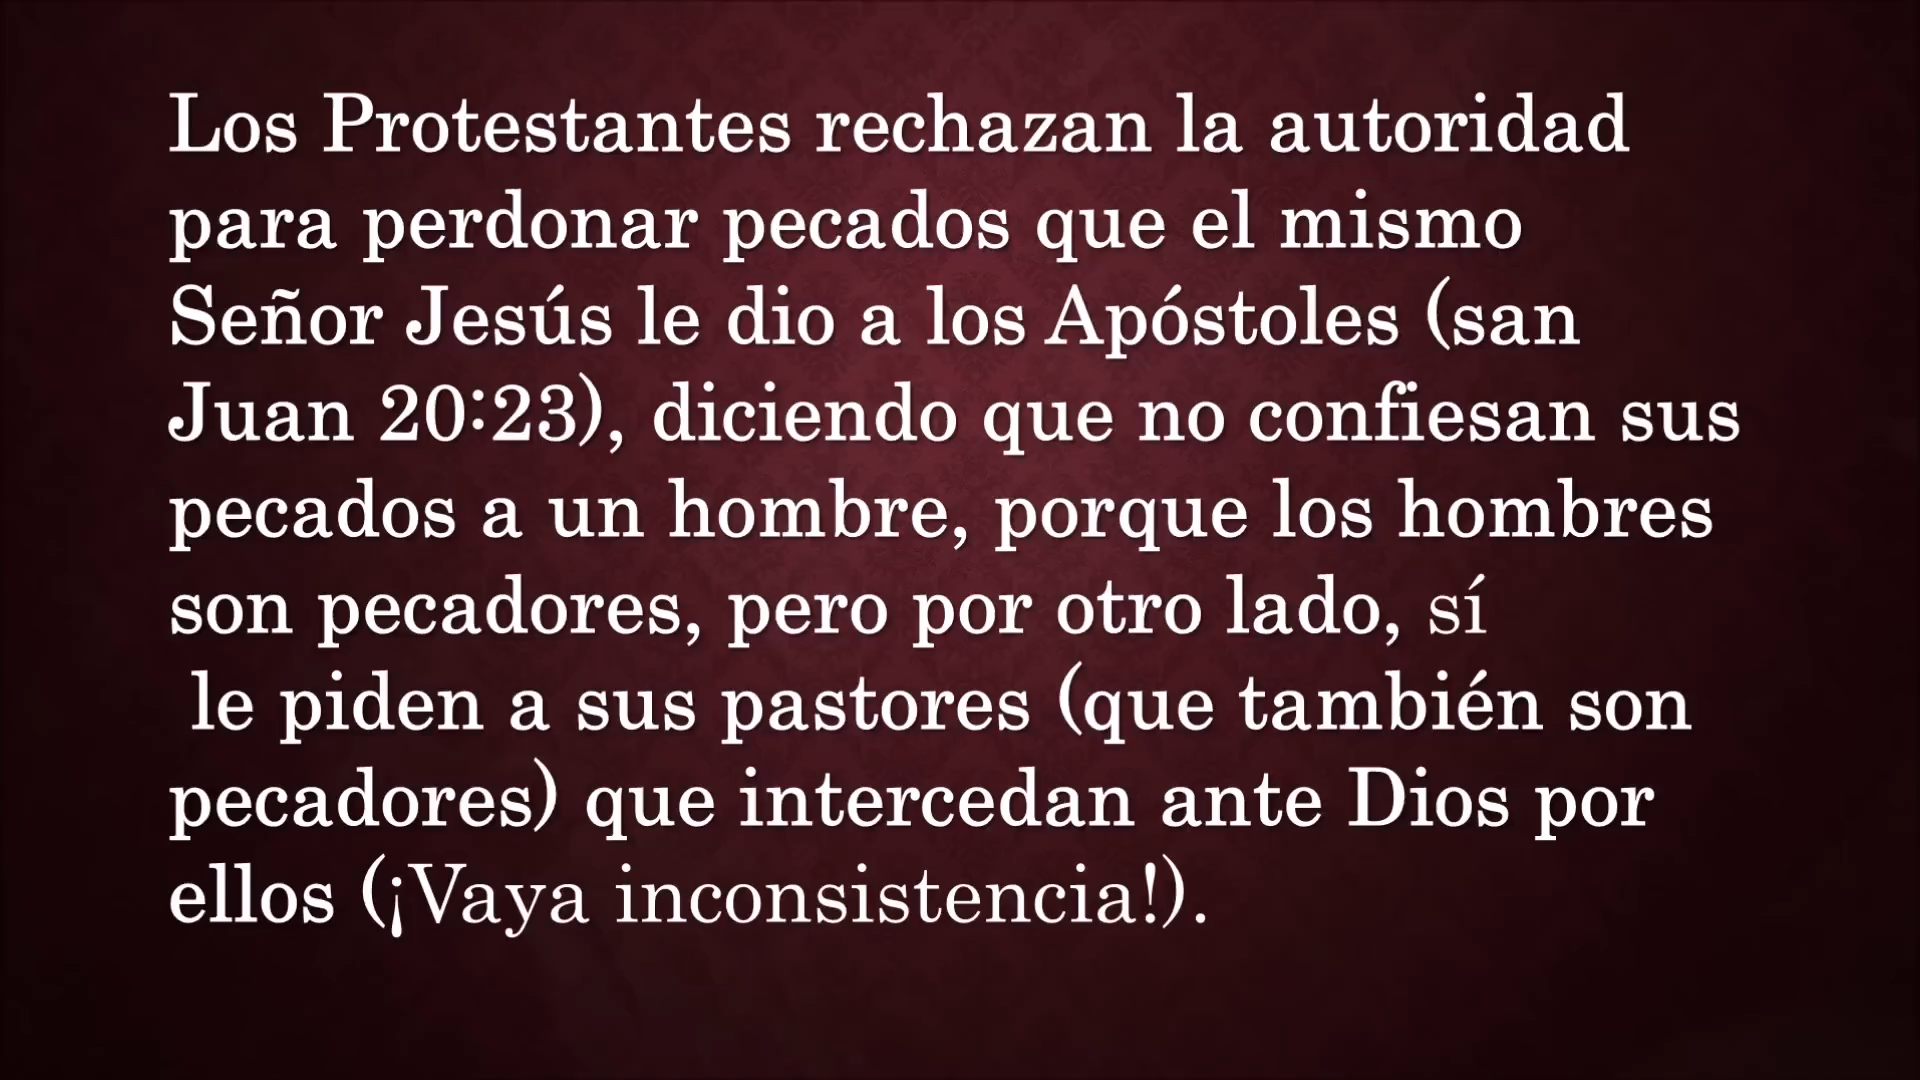 Los Protestantes rechazan la autoridad
para perdonar pecados que el mismo
Señor Jesús le dio a los Apóstoles (san
Juan 20:23), diciendo que no confiesan sus
pecados a un hombre, porque los hombres
son pecadores, pero por otro lado, sí
le piden a sus pastores (que también son
pecadores) que intercedan ante Dios por
ellos (¡Vaya inconsistencia!).